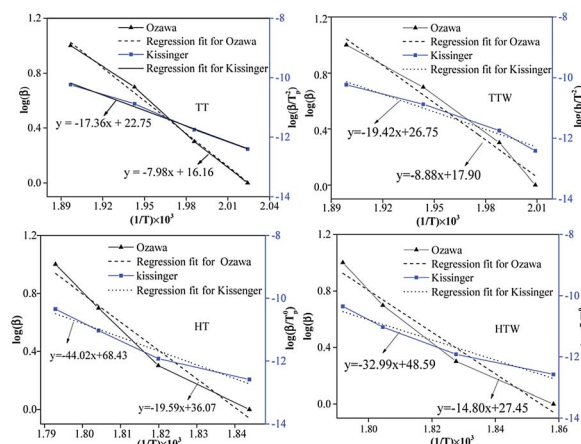 Ozawa
Regression fit for Ozawa
Kissinger
Regression fit for Kissinger
TT
y = -17.36x + 22.75
y = -7.98x + 16.16
log(β)
log(β/T²p)
1.2
0.8
0.4
0.0
-8
-10
-12
-14
1.89 1.92 1.95 1.98 2.01 2.04
(1/T)×10³
Ozawa
Regression fit for Ozawa
Kissinger
Regression fit for Kissinger
TTW
y=-19.42x+26.75
y=-8.88x+17.90
log(β)
log(b/T²p)
1.2
0.8
0.4
0.0
-8
-10
-12
-14
1.89 1.92 1.95 1.98 2.01
(1/T)×10³
Ozawa
Regression fit for Ozawa
kissinger
Regression fit for Kissenger
HT
y=-44.02x+68.43
y=-19.59x+36.07
log(β)
1.2
0.8
0.4
0.0
-8
-10
-12
-14
1.79 1.80 1.81 1.82 1.83 1.84
(1/T)×10³
Ozawa
Regression fit for Ozawa
Kissinger
Regression fit for Kissinger
HTW
y=-32.99x+48.59
y=-14.80x+27.45
log(β)
1.2
0.8
0.4
0.0
-8
-10
-12
-14
1.80 1.82 1.84 1.86
(1/T)×10³